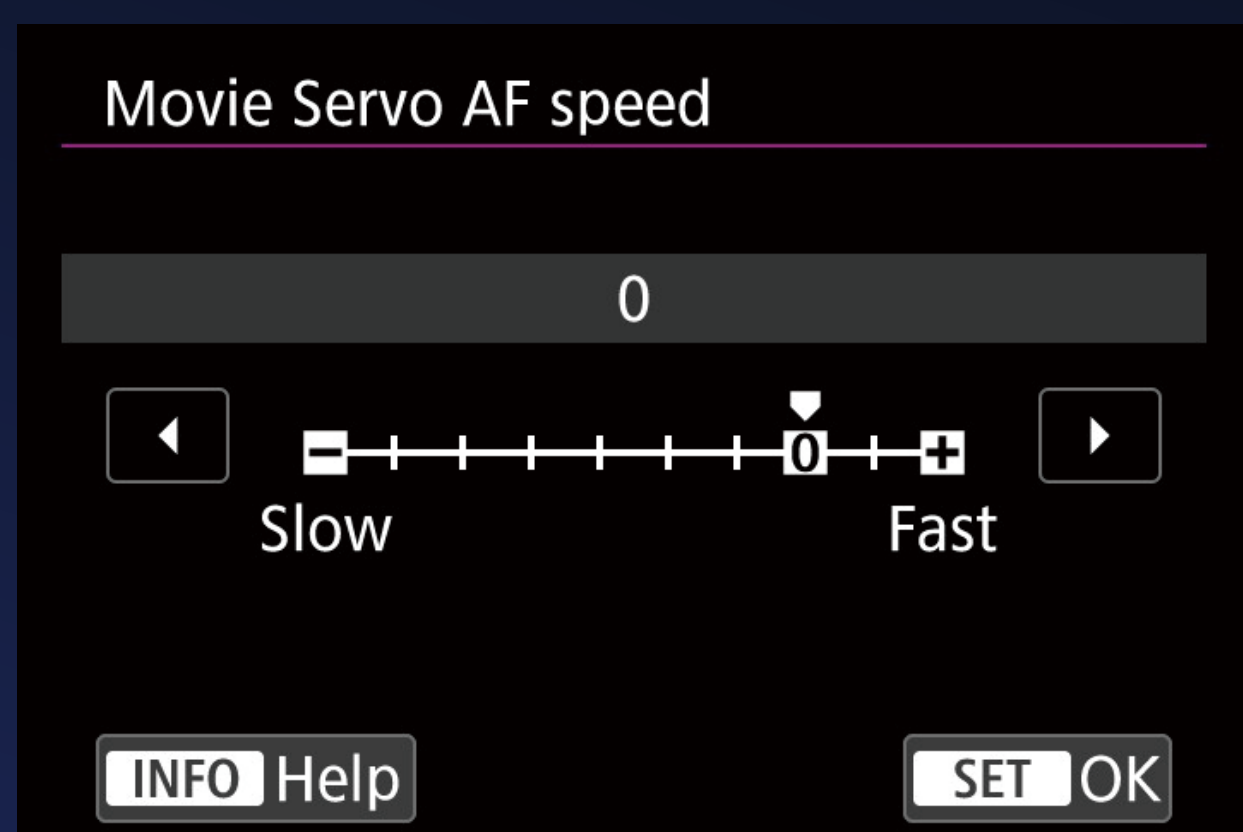 Movie Servo AF speed
0
− 0 +
Slow Fast
INFO Help SET OK